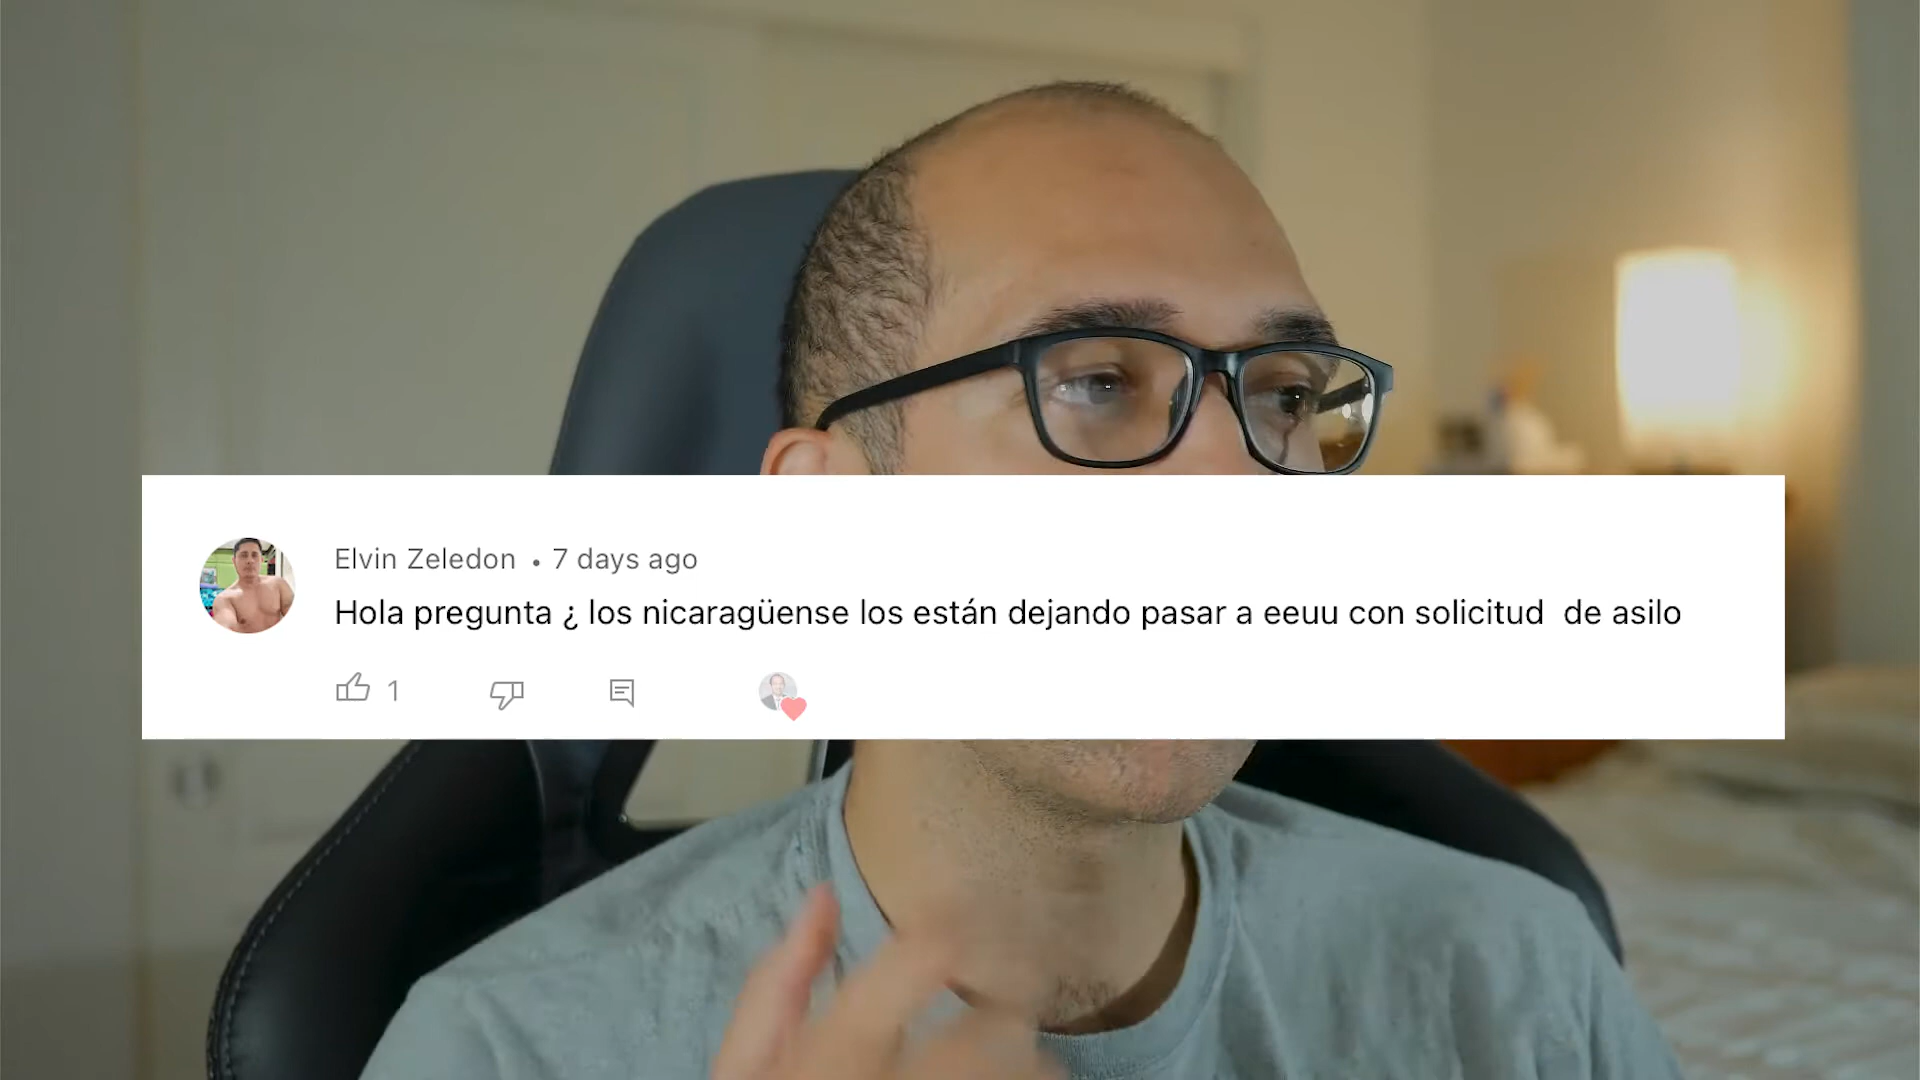 Elvin Zeledon • 7 days ago
Hola pregunta ¿ los nicaragüense los están dejando pasar a eeuu con solicitud  de asilo
1